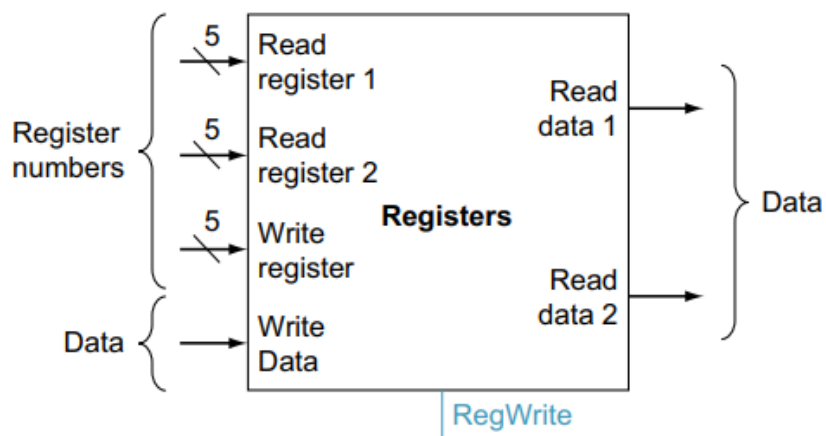 Register
numbers
Data
5
Read
register 1
5
Read
register 2
5
Write
register
Write
Data
Registers
Read
data 1
Read
data 2
Data
RegWrite